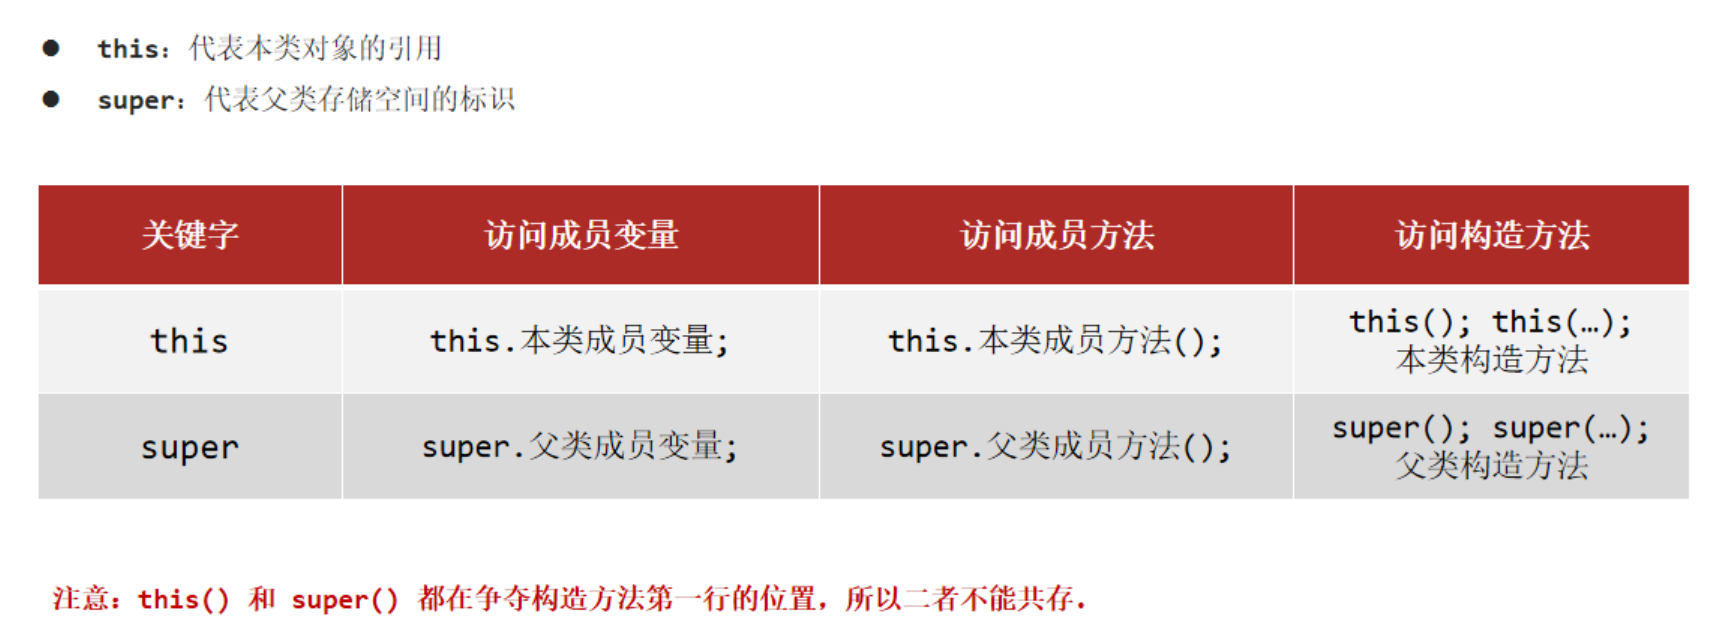 ● this：代表本类对象的引用
● super：代表父类存储空间的标识
关键字 访问成员变量 访问成员方法 访问构造方法
this this.本类成员变量; this.本类成员方法(); this(); this(…);
本类构造方法
super super.父类成员变量; super.父类成员方法(); super(); super(…);
父类构造方法
注意：this() 和 super() 都在争夺构造方法第一行的位置，所以二者不能共存.